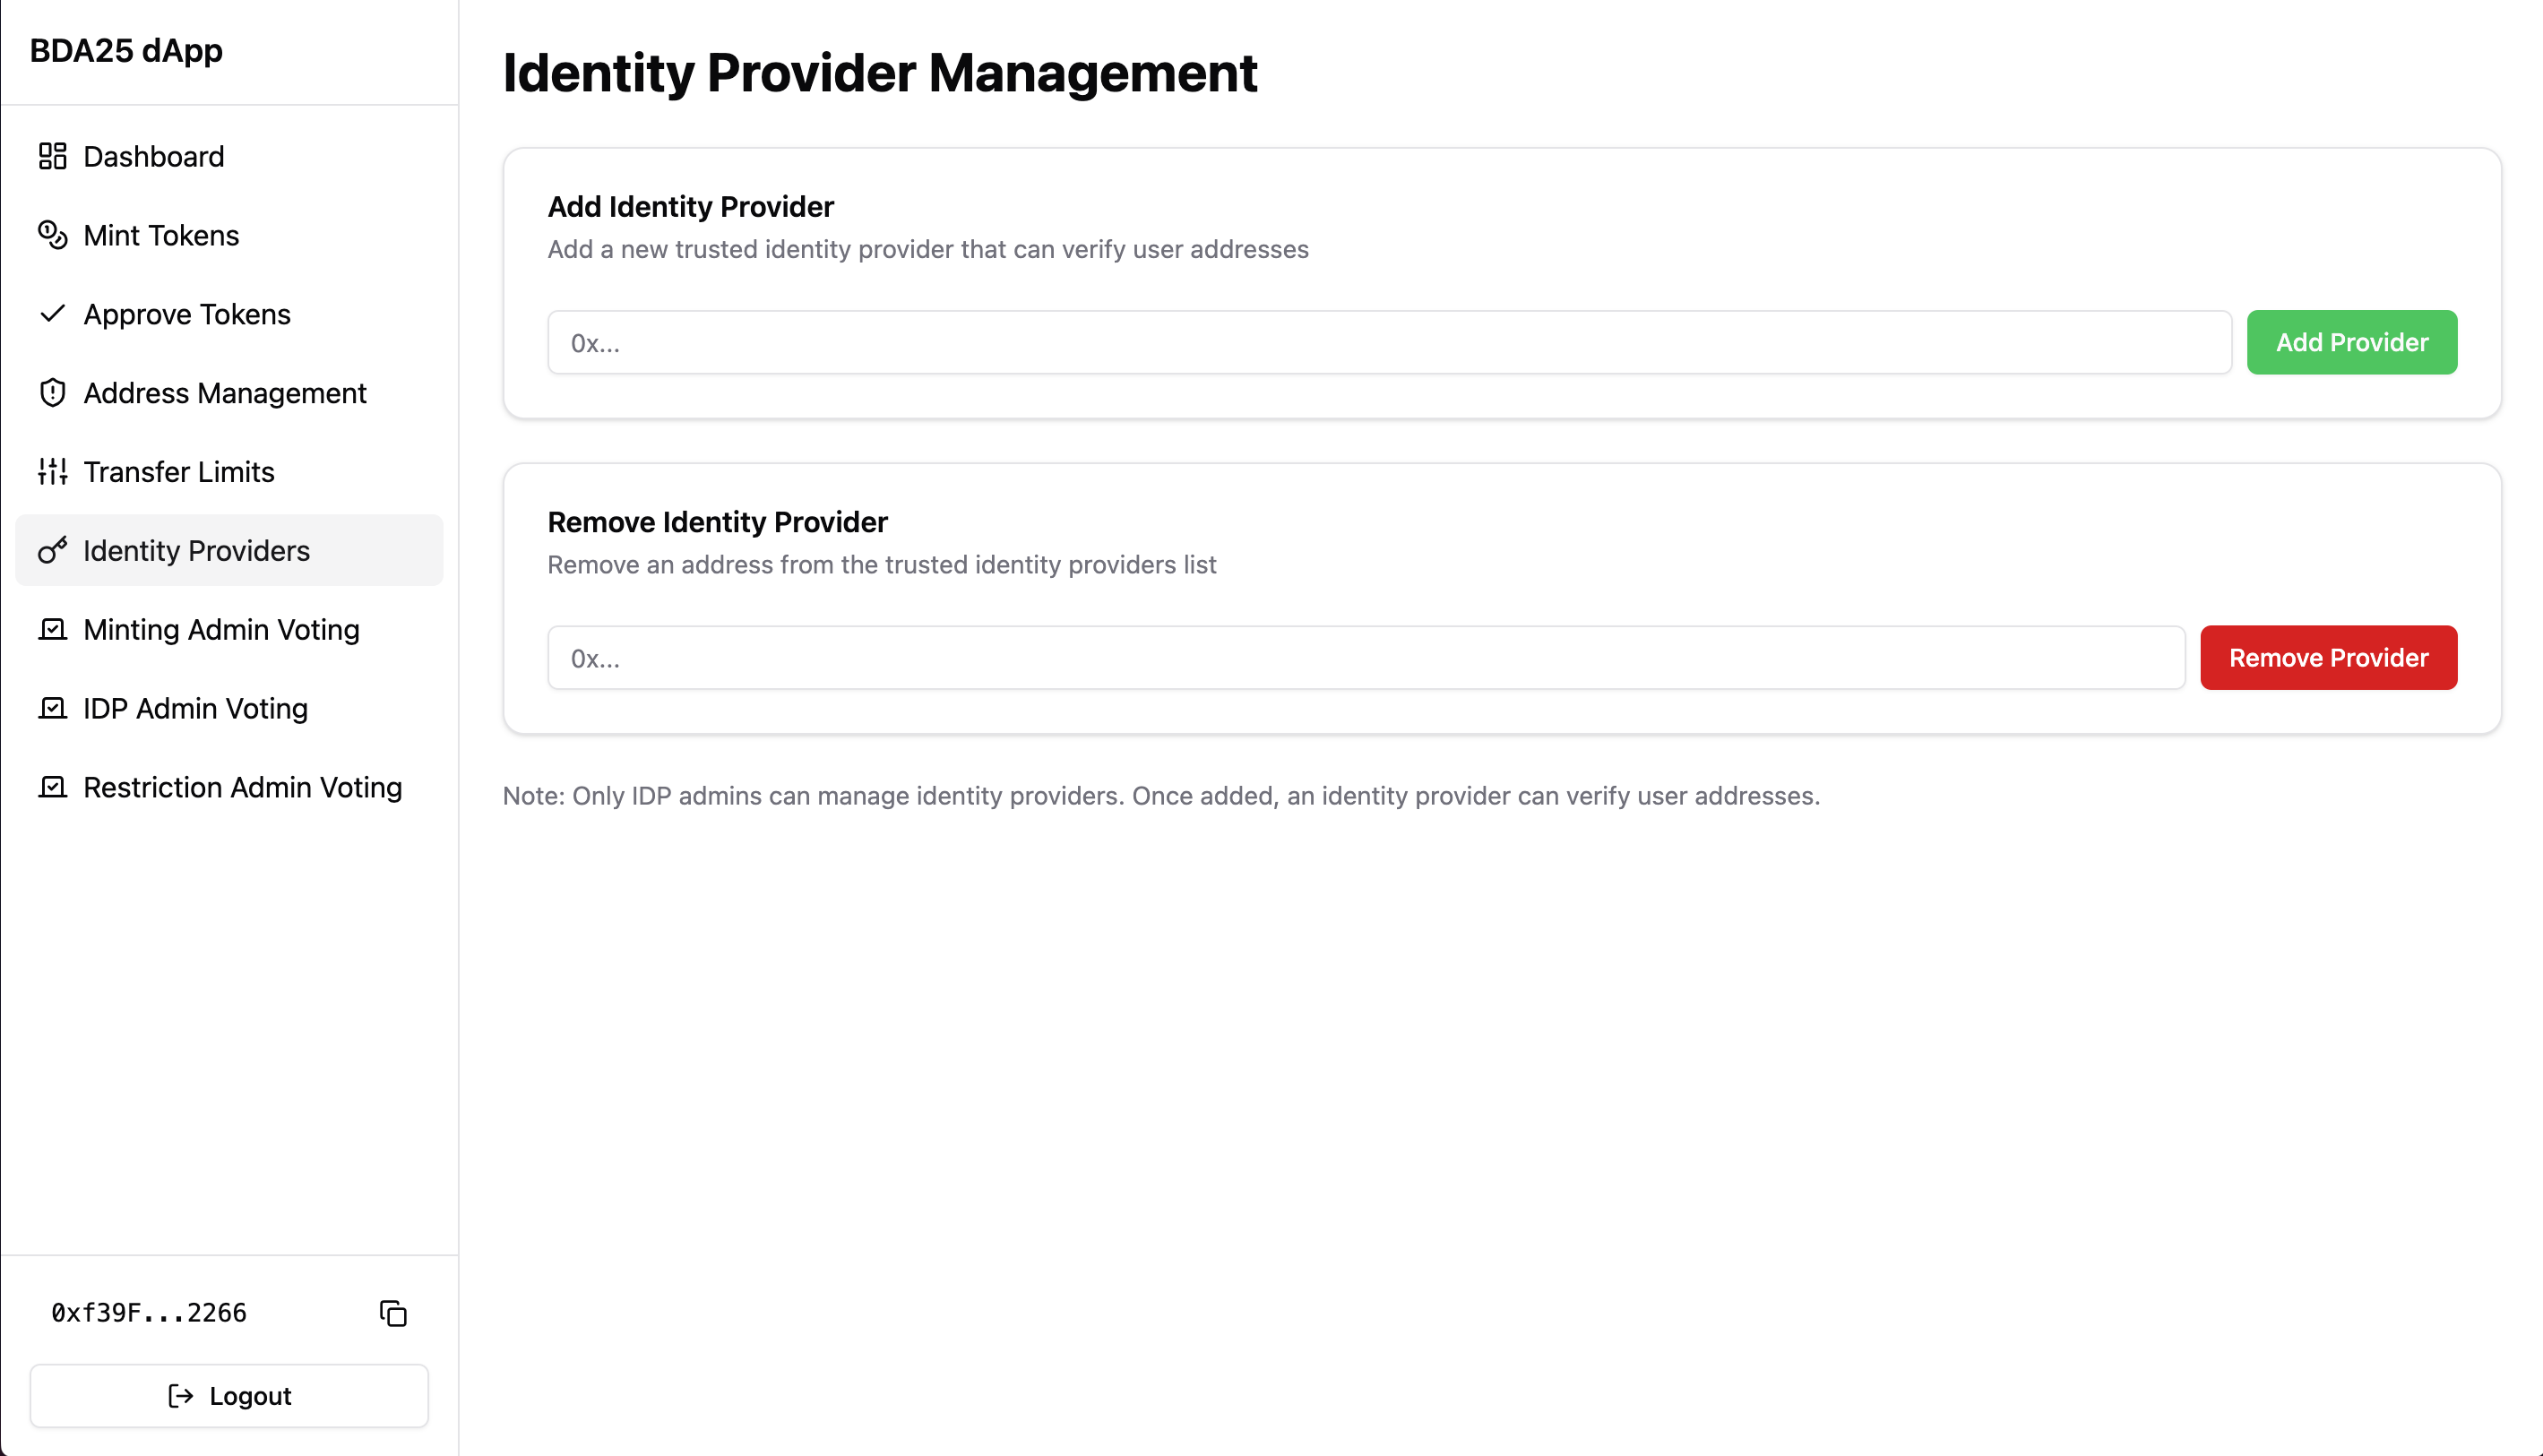 BDA25 dApp
Dashboard
Mint Tokens
Approve Tokens
Address Management
Transfer Limits
Identity Providers
Minting Admin Voting
IDP Admin Voting
Restriction Admin Voting
0xf39F...2266
Logout
Identity Provider Management
Add Identity Provider
Add a new trusted identity provider that can verify user addresses
0x...
Add Provider
Remove Identity Provider
Remove an address from the trusted identity providers list
0x...
Remove Provider
Note: Only IDP admins can manage identity providers. Once added, an identity provider can verify user addresses.